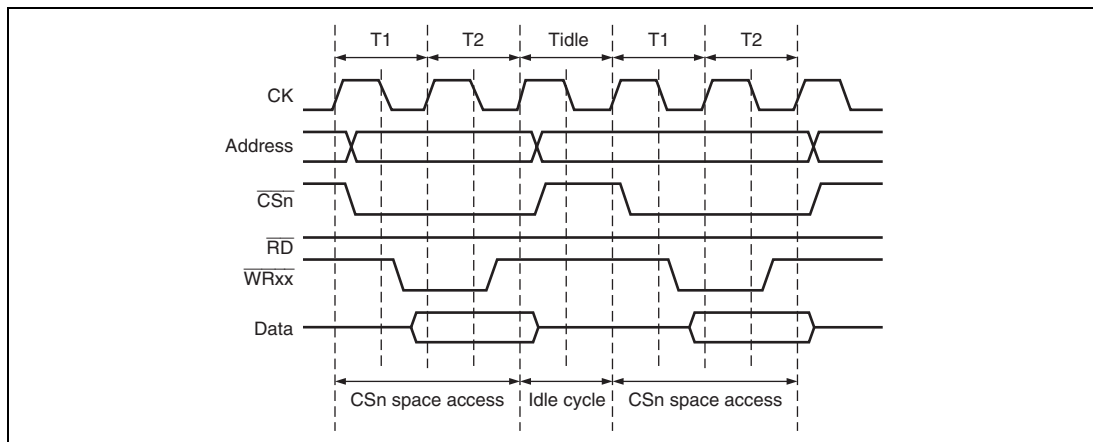 T1 T2 Tidle T1 T2
CK
Address
CSn
RD
WRxx
Data
CSn space access Idle cycle CSn space access